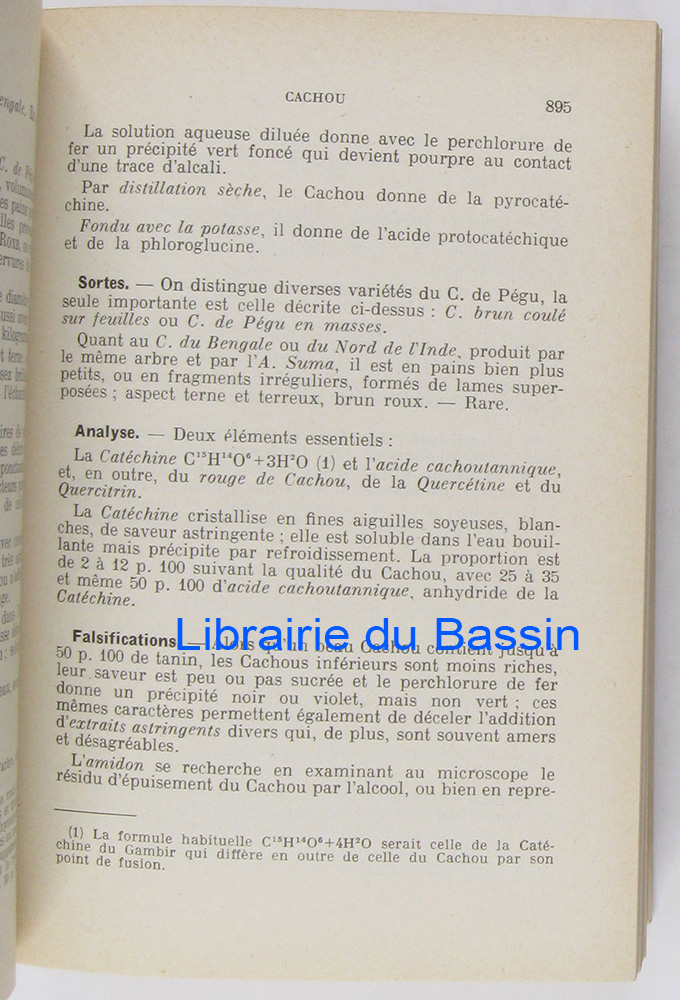 CACHOU
895
La solution aqueuse diluée donne avec le perchlorure de
fer un précipité vert foncé qui devient pourpre au contact
d'une trace d'alcali.
Par distillation sèche, le Cachou donne de la pyrocaté-
chine.
Fondu avec la potasse, il donne de l'acide protocatéchique
et de la phloroglucine.
Sortes. — On distingue diverses variétés du C. de Pégu, la
seule importante est celle décrite ci-dessus : C. brun coulé
sur feuilles ou C. de Pégu en masses.
Quant au C. du Bengale ou du Nord de l'Inde, produit par
le même arbre et par l'A. Suma, il est en pains bien plus
petits, ou en fragments irréguliers, formés de lames super-
posées ; aspect terne et terreux, brun roux. — Rare.
Analyse. — Deux éléments essentiels :
La Catéchine C¹⁵H¹⁴O⁶+3H²O (1) et l'acide cachoutannique,
et, en outre, du rouge de Cachou, de la Quercétine et du
Quercitrin.
La Catéchine cristallise en fines aiguilles soyeuses, blan-
ches, de saveur astringente ; elle est soluble dans l'eau bouil-
lante mais précipite par refroidissement. La proportion est
de 2 à 12 p. 100 suivant la qualité du Cachou, avec 25 à 35
et même 50 p. 100 d'acide cachoutannique, anhydride de la
Catéchine.
Librairie du Bassin
Falsifications. — Alors qu'un beau Cachou contient jusqu'à
50 p. 100 de tanin, les Cachous inférieurs sont moins riches,
leur saveur est peu ou pas sucrée et le perchlorure de fer
donne un précipité noir ou violet, mais non vert ; ces
mêmes caractères permettent également de déceler l'addition
d'extraits astringents divers qui, de plus, sont souvent amers
et désagréables.
L'amidon se recherche en examinant au microscope le
résidu d'épuisement du Cachou par l'alcool, ou bien en repre-
(1) La formule habituelle C¹⁵H¹⁴O⁶+4H²O serait celle de la Caté-
chine du Gambir qui diffère en outre de celle du Cachou par son
point de fusion.